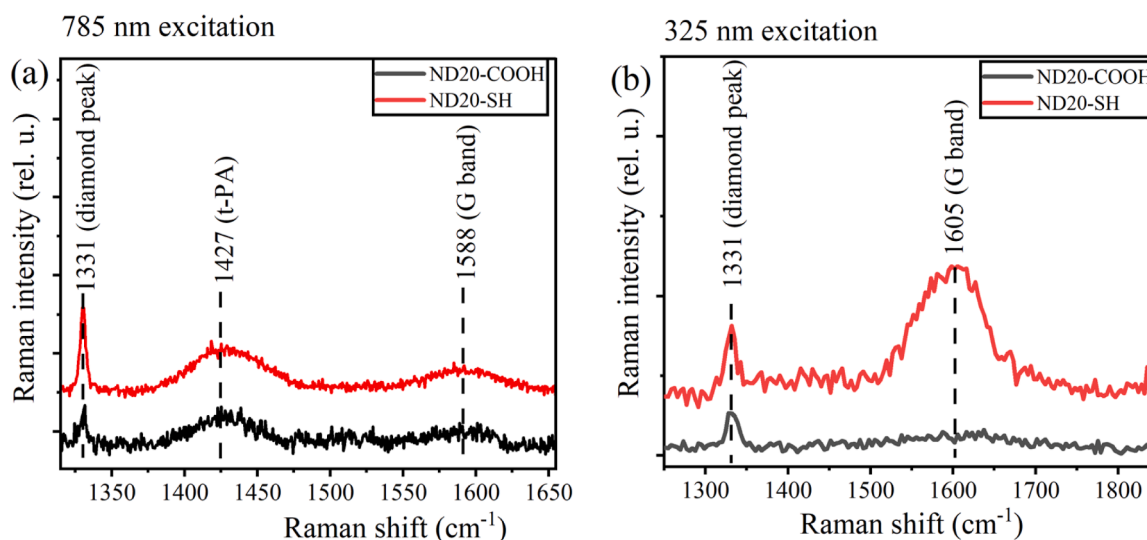 785 nm excitation
(a)
ND20-COOH
ND20-SH
1331 (diamond peak)
1427 (t-PA)
1588 (G band)
Raman intensity (rel. u.)
1350 1400 1450 1500 1550 1600 1650
Raman shift (cm⁻¹)
325 nm excitation
(b)
ND20-COOH
ND20-SH
1331 (diamond peak)
1605 (G band)
Raman intensity (rel. u.)
1300 1400 1500 1600 1700 1800
Raman shift (cm⁻¹)